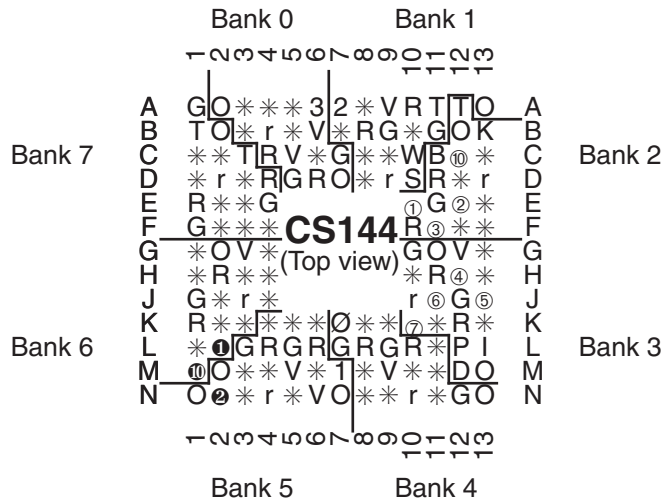 Bank 0 Bank 1
1 2 3 4 5 6 7 8 9 10 11 12 13
A G O ✳ ✳ ✳ 3 2 ✳ V R T T O A
B T O ✳ r ✳ V ✳ R G ✳ G O K B
Bank 7 C ✳ ✳ T R V ✳ G ✳ ✳ W B ⑩ ✳ C Bank 2
D ✳ r ✳ R G R O ✳ r S R ✳ r D
E R ✳ ✳ G ① G ② ✳ E
F G ✳ ✳ ✳ CS144 R ③ ✳ ✳ F
G ✳ O V ✳ (Top view) G O V ✳ G
H ✳ R ✳ ✳ ✳ R ④ ✳ H
J G ✳ r ✳ r ⑥ G ⑤ J
K R ✳ ✳ ✳ ✳ ✳ Ø ✳ ✳ ⑦ ✳ R ✳ K
Bank 6 L ✳ ❶ G R G R G R G R ✳ P I L Bank 3
M ❿ O ✳ ✳ V ✳ 1 ✳ V ✳ ✳ D O M
N O ❷ ✳ r ✳ V O ✳ ✳ r ✳ G O N
1 2 3 4 5 6 7 8 9 10 11 12 13
Bank 5 Bank 4